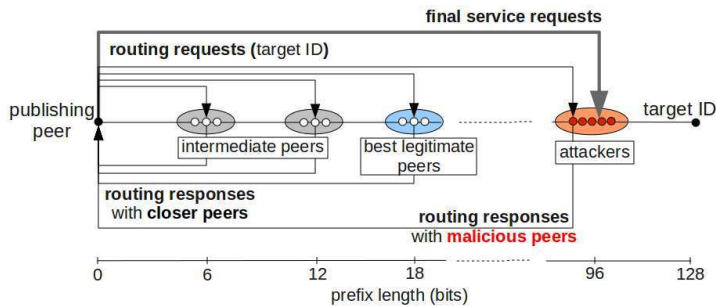 final service requests
routing requests (target ID)
publishing
peer
target ID
intermediate peers
best legitimate
peers
attackers
routing responses
with closer peers
routing responses
with malicious peers
0
6
12
18
96
128
prefix length (bits)